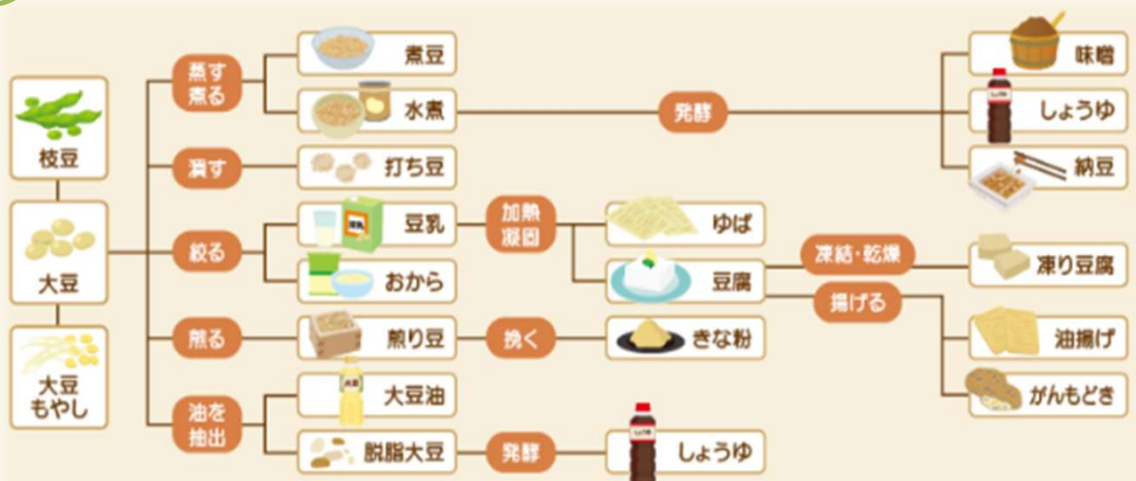 枝豆
大豆
大豆
もやし
蒸す
煮る
潰す
絞る
煎る
油を
抽出
煮豆
水煮
打ち豆
豆乳
おから
煎り豆
大豆油
脱脂大豆
発酵
加熱
凝固
挽く
発酵
ゆば
豆腐
きな粉
しょうゆ
凍結・乾燥
揚げる
味噌
しょうゆ
納豆
凍り豆腐
油揚げ
がんもどき